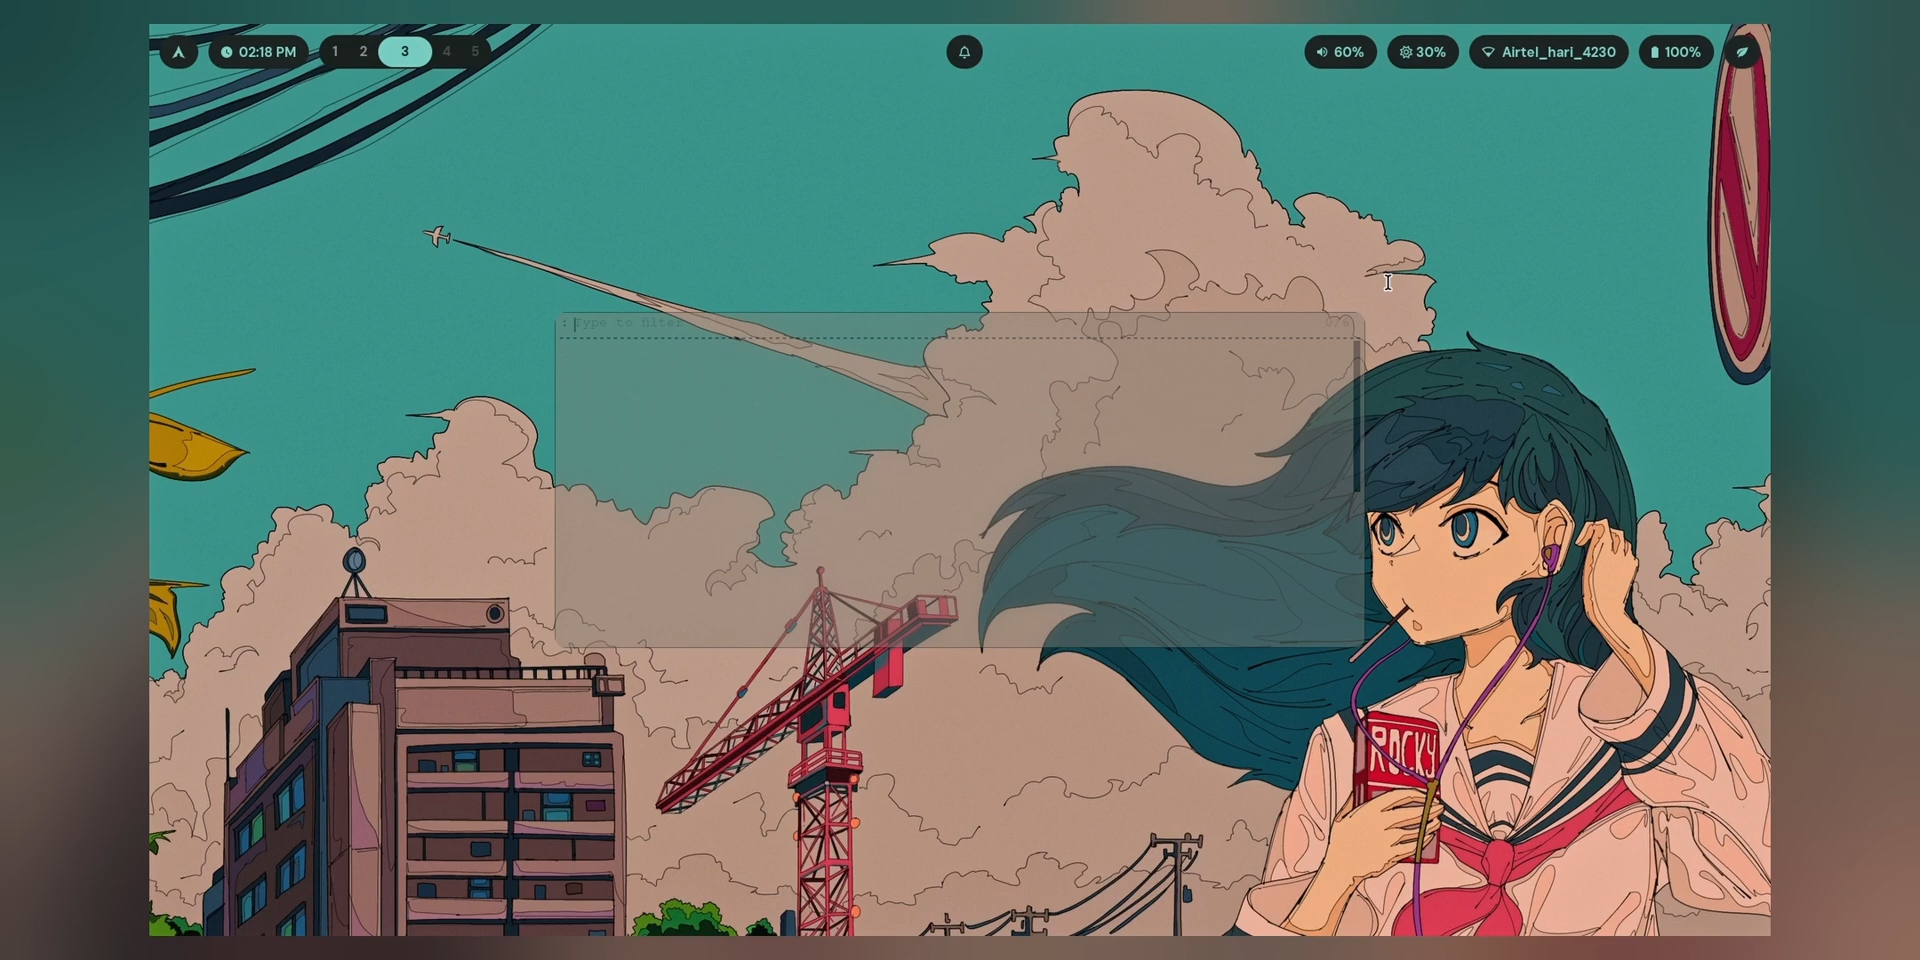 02:18 PM
1 2 3 4 5
60%
30%
Airtel_hari_4230
100%
: Type to filter
ROCKY